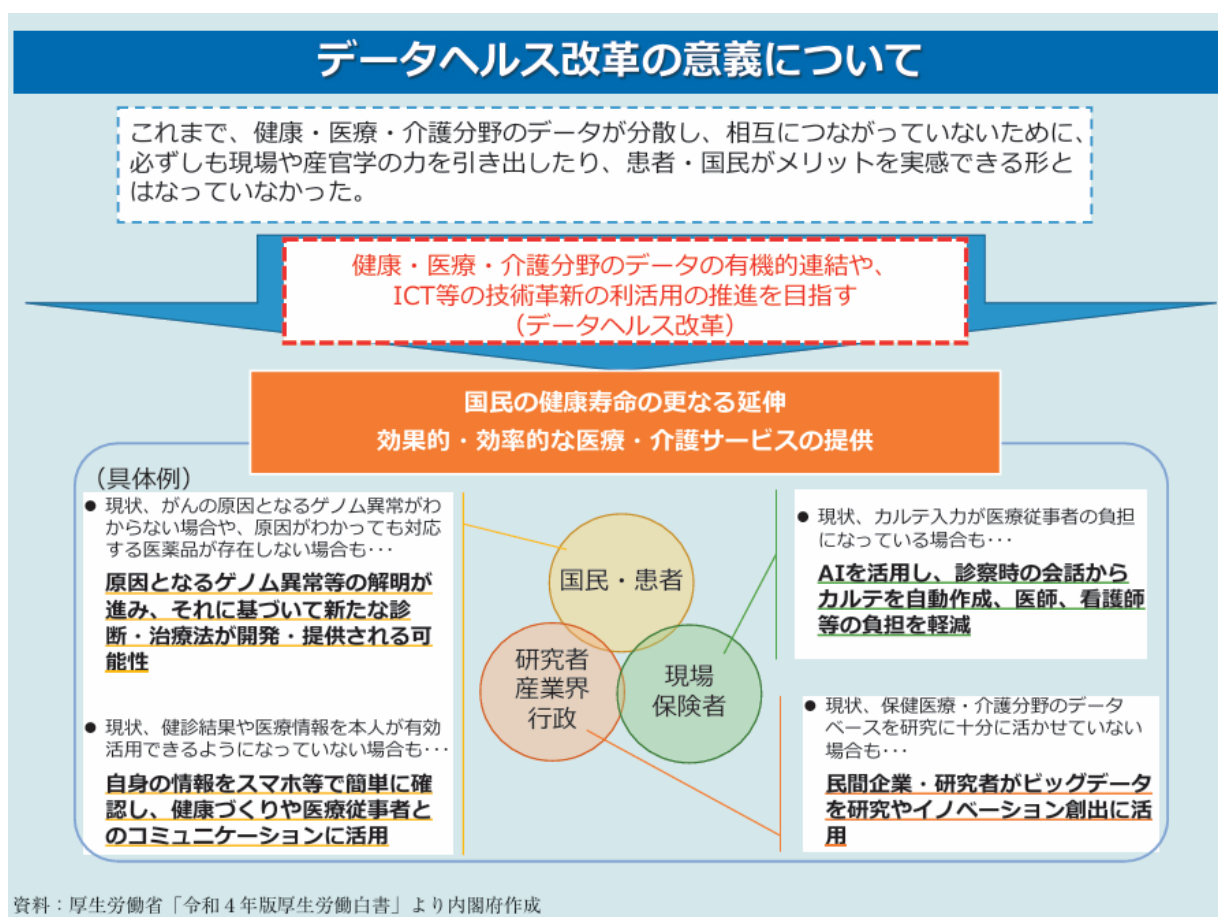 データヘルス改革の意義について
これまで、健康・医療・介護分野のデータが分散し、相互につながっていないために、
必ずしも現場や産官学の力を引き出したり、患者・国民がメリットを実感できる形と
はなっていなかった。
健康・医療・介護分野のデータの有機的連結や、
ICT等の技術革新の利活用の推進を目指す
（データヘルス改革）
国民の健康寿命の更なる延伸
効果的・効率的な医療・介護サービスの提供
（具体例）
● 現状、がんの原因となるゲノム異常がわ
からない場合や、原因がわかっても対応
する医薬品が存在しない場合も･･･
原因となるゲノム異常等の解明が
進み、それに基づいて新たな診
断・治療法が開発・提供される可
能性
● 現状、健診結果や医療情報を本人が有効
活用できるようになっていない場合も･･･
自身の情報をスマホ等で簡単に確
認し、健康づくりや医療従事者と
のコミュニケーションに活用
国民・患者
研究者
産業界
行政
現場
保険者
● 現状、カルテ入力が医療従事者の負担
になっている場合も･･･
AIを活用し、診察時の会話から
カルテを自動作成、医師、看護師
等の負担を軽減
● 現状、保健医療・介護分野のデータ
ベースを研究に十分に活かせていない
場合も･･･
民間企業・研究者がビッグデータ
を研究やイノベーション創出に活
用
資料：厚生労働省「令和４年版厚生労働白書」より内閣府作成